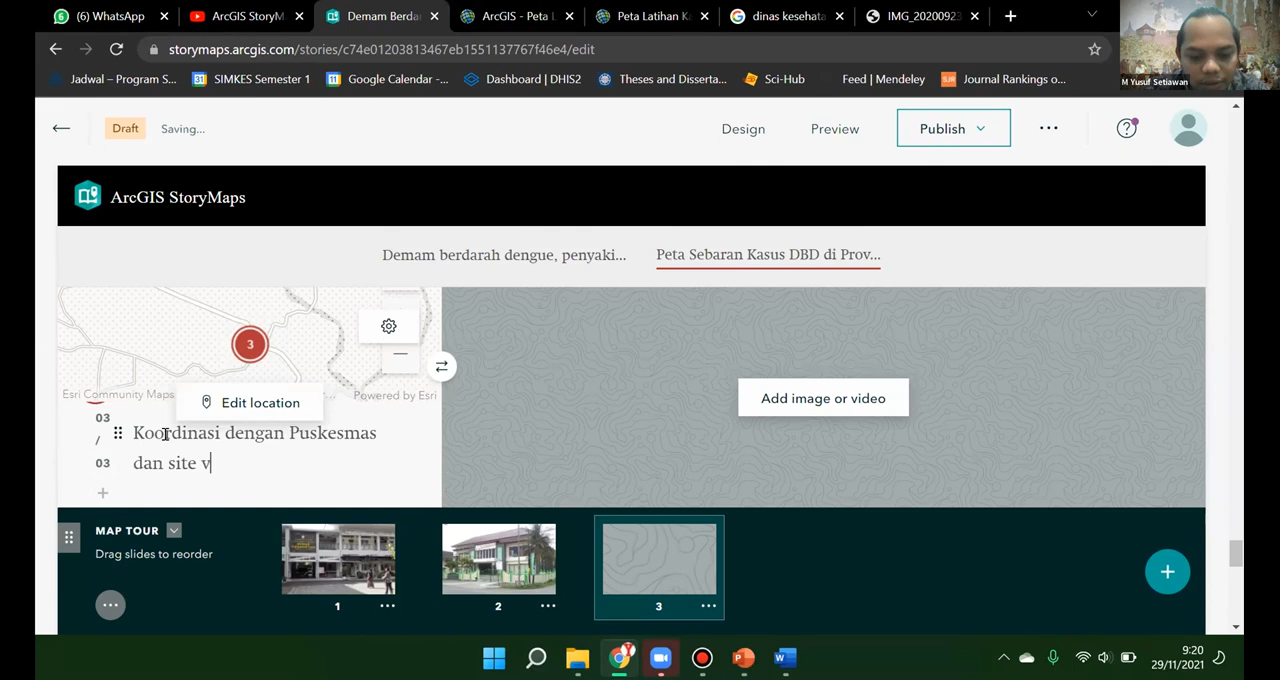 (6) WhatsApp
ArcGIS StoryM
Demam Berda
ArcGIS - Peta L
Peta Latihan K
dinas kesehata
IMG_20200923
storymaps.arcgis.com/stories/c74e01203813467eb1551137767f46e4/edit
M Yusuf Setiawan
Jadwal – Program S...
SIMKES Semester 1
Google Calendar -...
Dashboard | DHIS2
Theses and Disserta...
Sci-Hub
Feed | Mendeley
Journal Rankings o...
Draft
Saving...
Design
Preview
Publish
ArcGIS StoryMaps
Demam berdarah dengue, penyaki...
Peta Sebaran Kasus DBD di Prov...
3
Esri Community Maps
Powered by Esri
Edit location
Add image or video
03
/
03
Koordinasi dengan Puskesmas
dan site v
MAP TOUR
Drag slides to reorder
1
2
3
9:20
29/11/2021